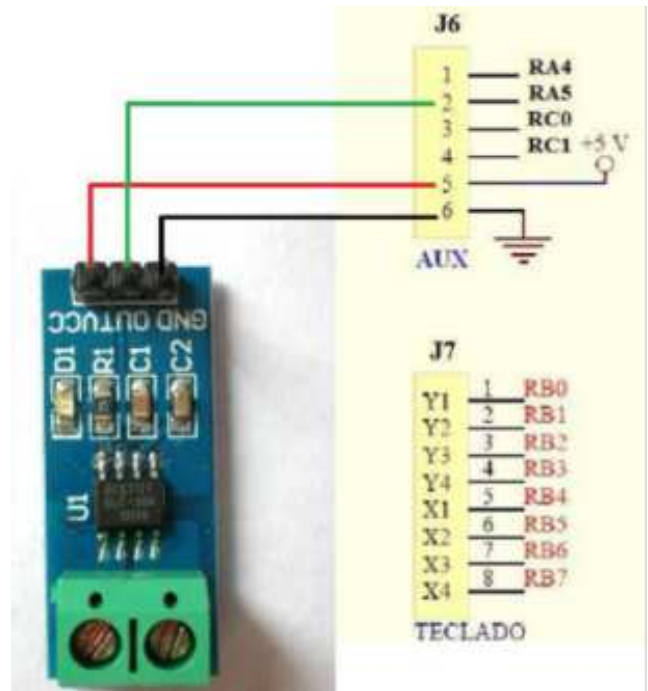 J6
1 RA4
2 RA5
3 RC0
4 RC1 +5 V
5
6
AUX
GND OUT VCC
D1 R1 C1 C2
U1
J7
Y1 1 RB0
Y2 2 RB1
Y3 3 RB2
Y4 4 RB3
X1 5 RB4
X2 6 RB5
X3 7 RB6
X4 8 RB7
TECLADO